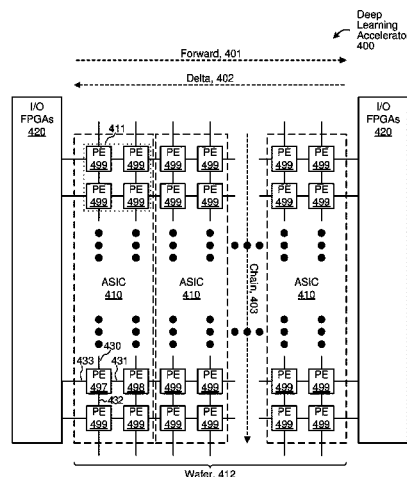 Deep
Learning
Accelerator
400
Forward, 401
Delta, 402
I/O
FPGAs
420
I/O
FPGAs
420
411
PE PE PE PE PE PE
499 499 499 499 499 499
PE PE PE PE PE PE
499 499 499 499 499 499
ASIC
410
ASIC
410
Chain, 403
ASIC
410
430
433 431
PE PE PE PE PE PE
497 498 499 499 499 499
432
PE PE PE PE PE PE
499 499 499 499 499 499
Wafer, 412